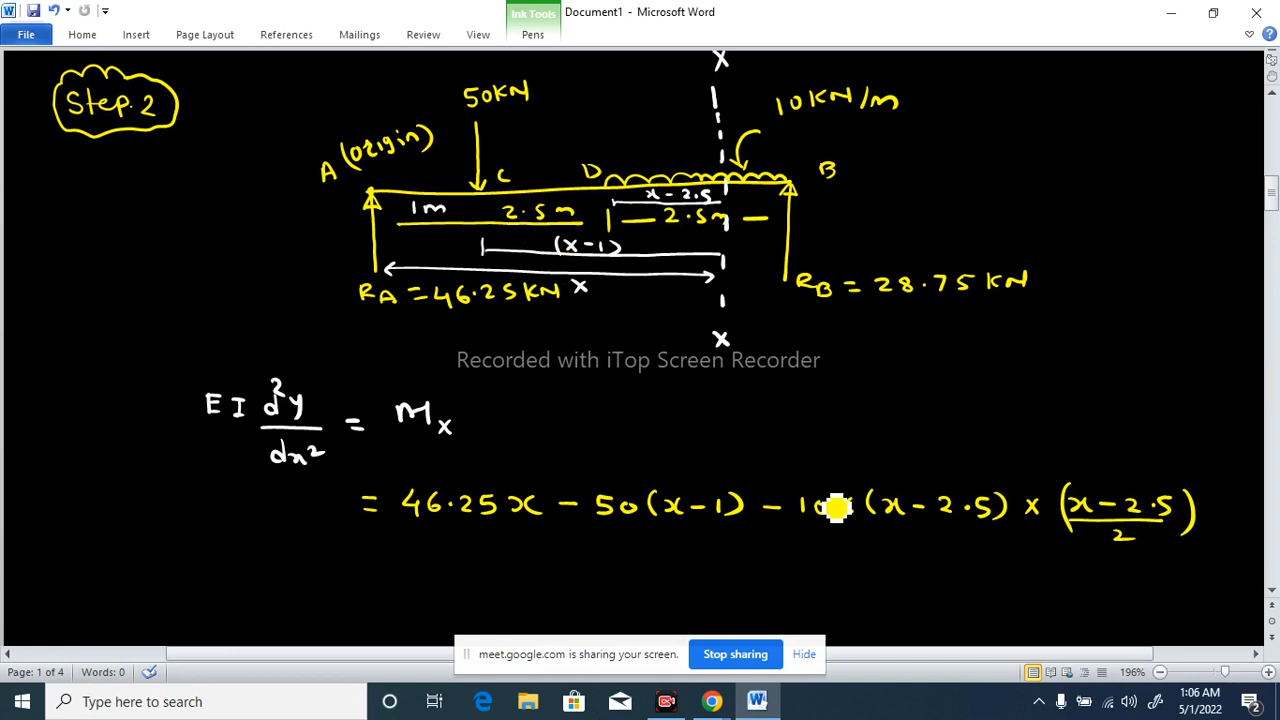 Document1 - Microsoft Word
Ink Tools
File Home Insert Page Layout References Mailings Review View Pens
Step.2
x
50KN
10KN/m
A (origin)
C
D
B
x-2.5
1m
2.5m
2.5m
(x-1)
RA = 46.25KN
x
RB = 28.75KN
x
Recorded with iTop Screen Recorder
EI d²y/dx² = Mx
= 46.25x - 50(x-1) - 10x(x-2.5) x (x-2.5/2)
meet.google.com is sharing your screen. Stop sharing Hide
Page: 1 of 4 Words: 0 196%
Type here to search
1:06 AM
5/1/2022
2